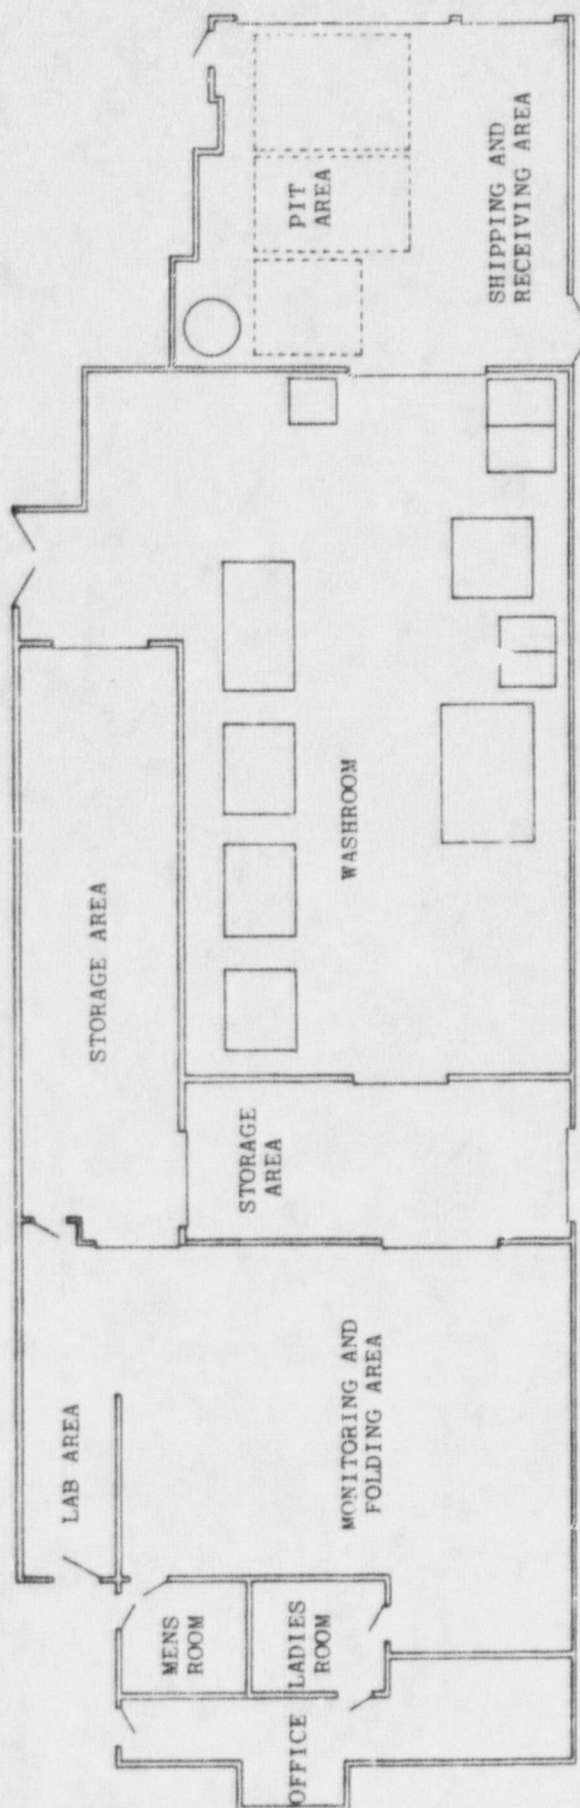 SHIPPING AND
RECEIVING AREA
PIT
AREA
WASHROOM
STORAGE AREA
STORAGE
AREA
MONITORING AND
FOLDING AREA
LAB AREA
MENS
ROOM
LADIES
ROOM
OFFICE